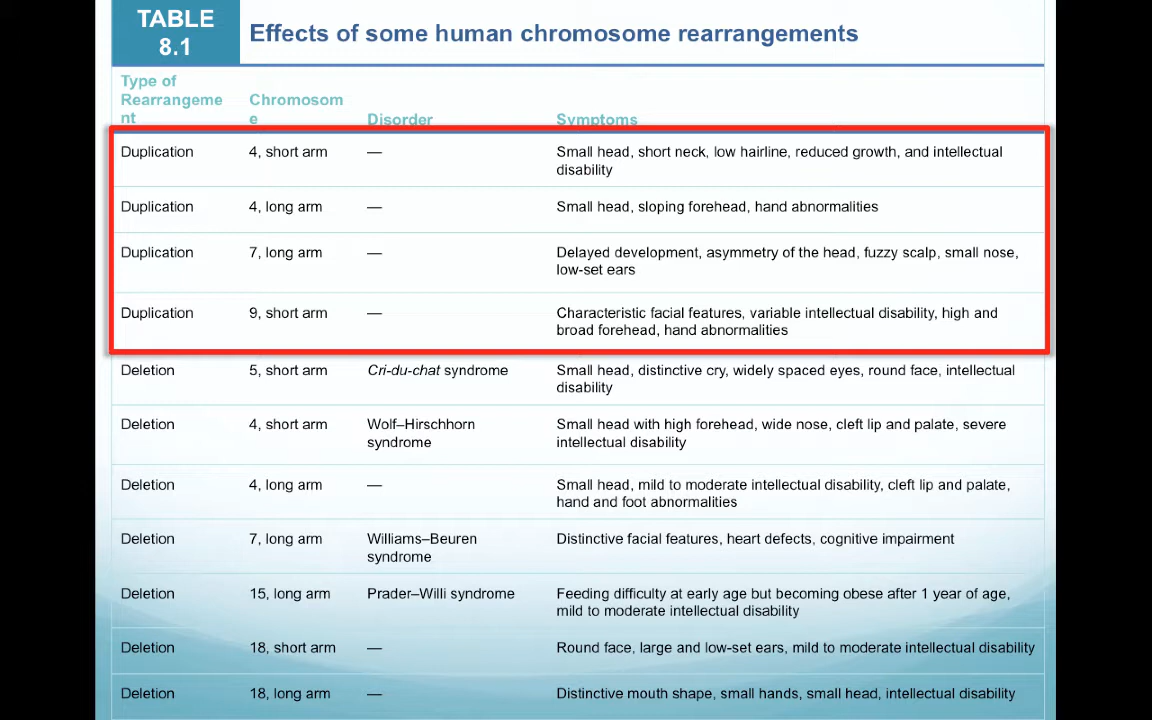 TABLE
8.1
Effects of some human chromosome rearrangements
Type of
Rearrangeme
nt
Chromosom
e
Disorder
Symptoms
Duplication 4, short arm — Small head, short neck, low hairline, reduced growth, and intellectual
disability
Duplication 4, long arm — Small head, sloping forehead, hand abnormalities
Duplication 7, long arm — Delayed development, asymmetry of the head, fuzzy scalp, small nose,
low-set ears
Duplication 9, short arm — Characteristic facial features, variable intellectual disability, high and
broad forehead, hand abnormalities
Deletion 5, short arm Cri-du-chat syndrome Small head, distinctive cry, widely spaced eyes, round face, intellectual
disability
Deletion 4, short arm Wolf–Hirschhorn Small head with high forehead, wide nose, cleft lip and palate, severe
syndrome intellectual disability
Deletion 4, long arm — Small head, mild to moderate intellectual disability, cleft lip and palate,
hand and foot abnormalities
Deletion 7, long arm Williams–Beuren Distinctive facial features, heart defects, cognitive impairment
syndrome
Deletion 15, long arm Prader–Willi syndrome Feeding difficulty at early age but becoming obese after 1 year of age,
mild to moderate intellectual disability
Deletion 18, short arm — Round face, large and low-set ears, mild to moderate intellectual disability
Deletion 18, long arm — Distinctive mouth shape, small hands, small head, intellectual disability